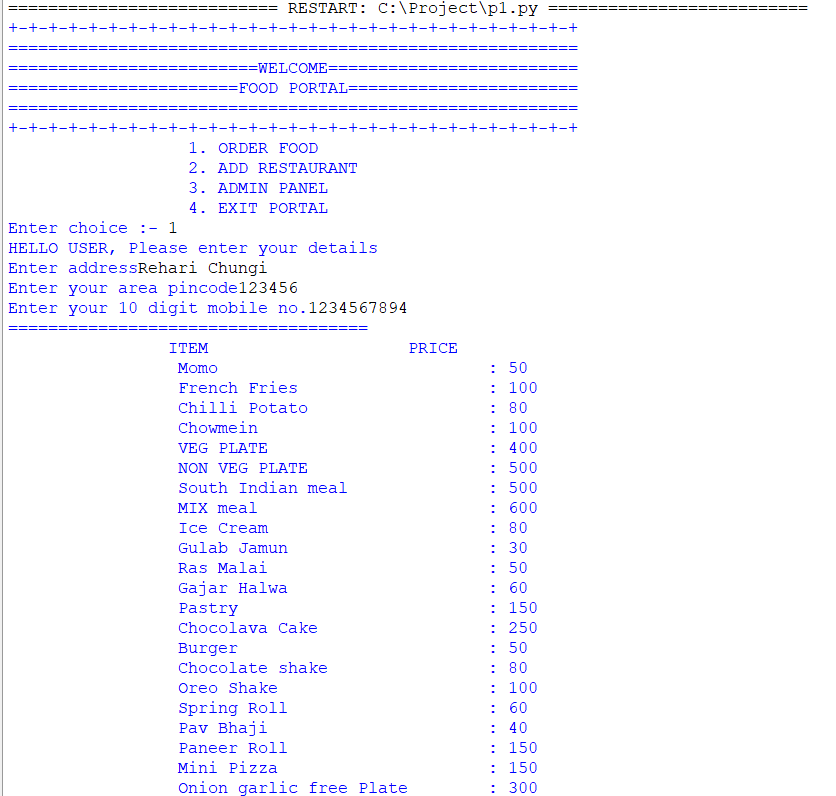 =========================== RESTART: C:\Project\p1.py ==========================
+-+-+-+-+-+-+-+-+-+-+-+-+-+-+-+-+-+-+-+-+-+-+-+-+-+-+-+-+
=========================================================
=========================WELCOME=========================
=======================FOOD PORTAL=======================
=========================================================
+-+-+-+-+-+-+-+-+-+-+-+-+-+-+-+-+-+-+-+-+-+-+-+-+-+-+-+-+
1. ORDER FOOD
2. ADD RESTAURANT
3. ADMIN PANEL
4. EXIT PORTAL
Enter choice :- 1
HELLO USER, Please enter your details
Enter addressRehari Chungi
Enter your area pincode123456
Enter your 10 digit mobile no.1234567894
====================================
ITEM PRICE
Momo : 50
French Fries : 100
Chilli Potato : 80
Chowmein : 100
VEG PLATE : 400
NON VEG PLATE : 500
South Indian meal : 500
MIX meal : 600
Ice Cream : 80
Gulab Jamun : 30
Ras Malai : 50
Gajar Halwa : 60
Pastry : 150
Chocolava Cake : 250
Burger : 50
Chocolate shake : 80
Oreo Shake : 100
Spring Roll : 60
Pav Bhaji : 40
Paneer Roll : 150
Mini Pizza : 150
Onion garlic free Plate : 300